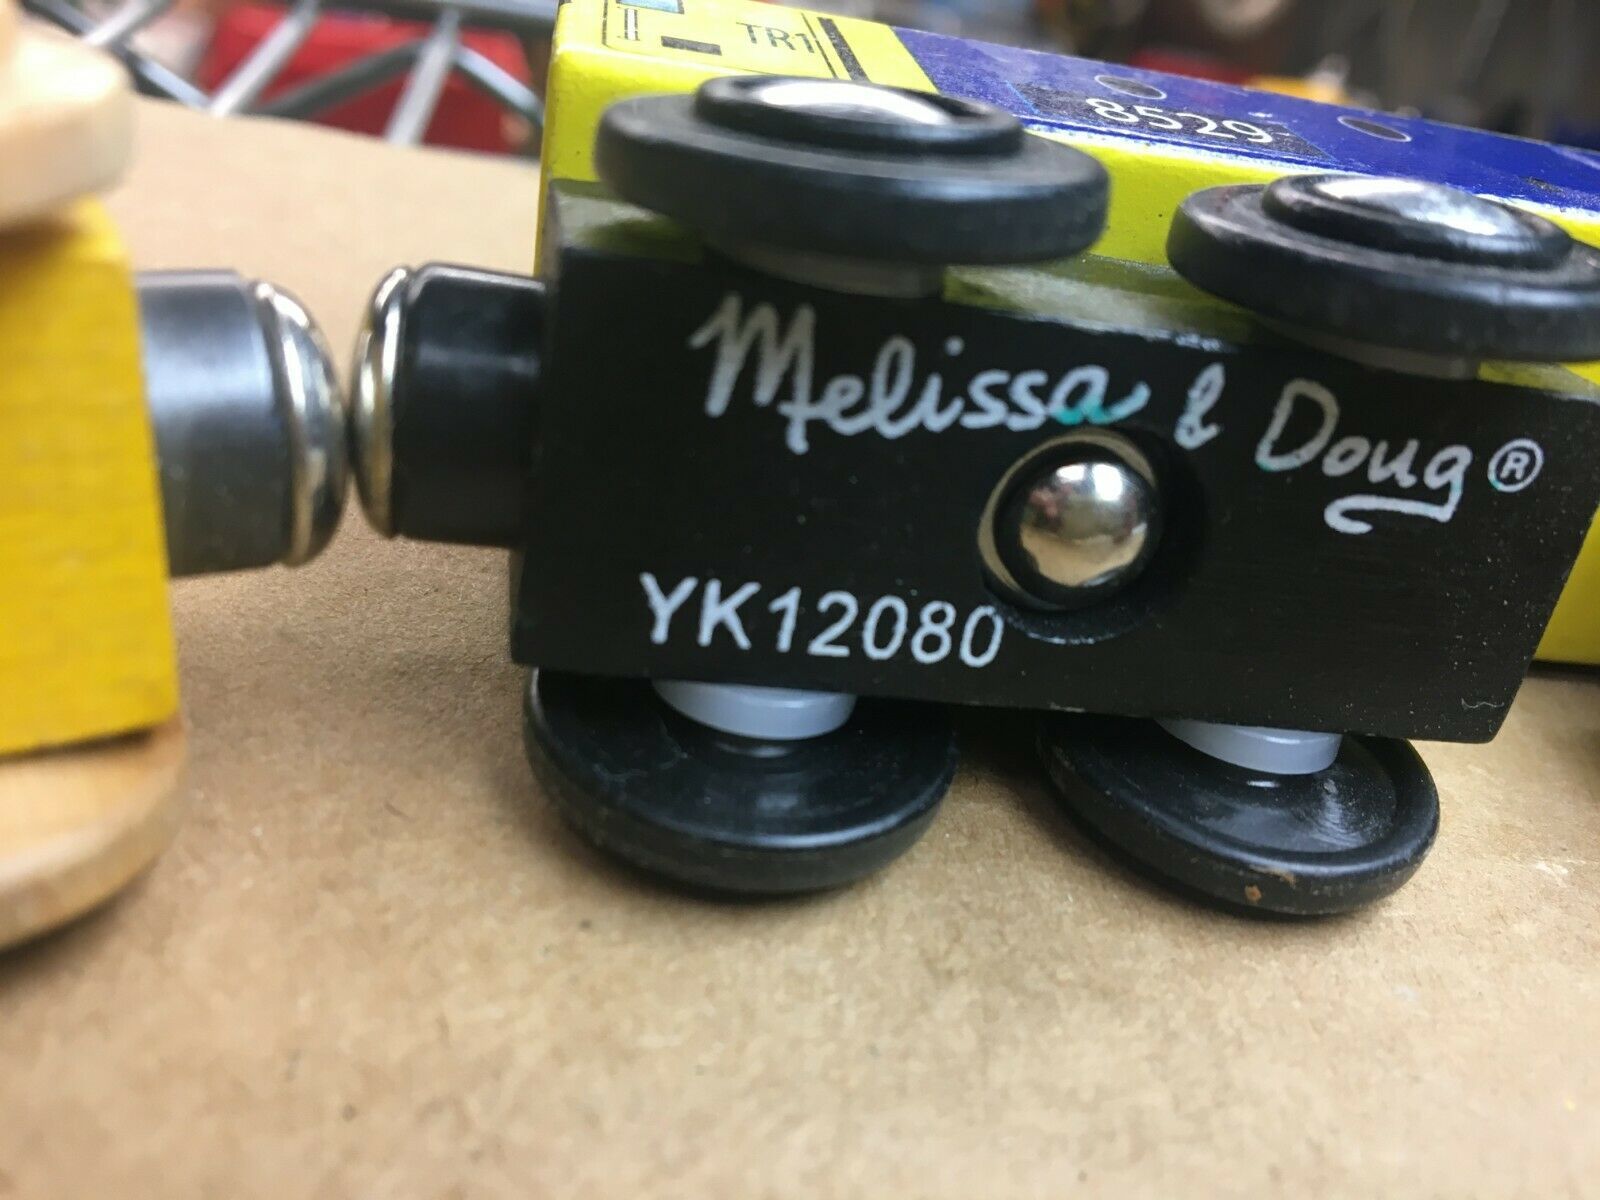 TR1
8529
Melissa & Doug®
YK12080